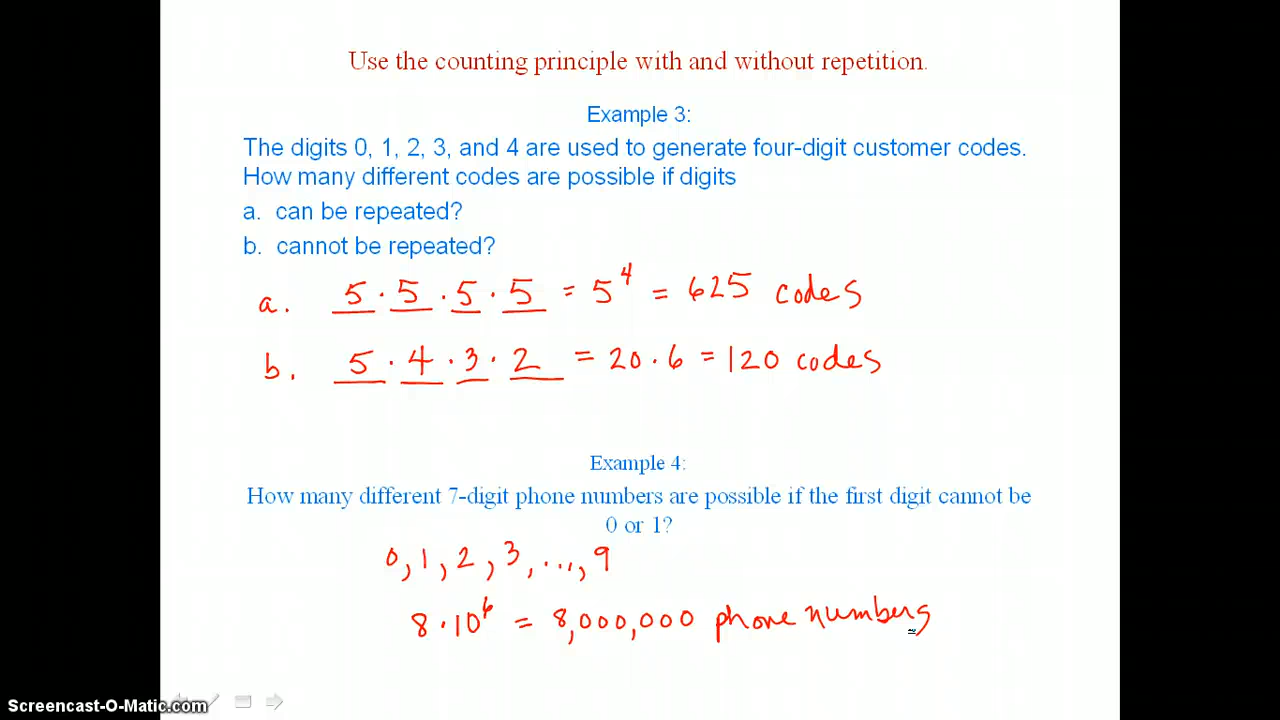 Use the counting principle with and without repetition.
Example 3:
The digits 0, 1, 2, 3, and 4 are used to generate four-digit customer codes.
How many different codes are possible if digits
a. can be repeated?
b. cannot be repeated?
a. 5 · 5 · 5 · 5 = 5⁴ = 625 codes
b. 5 · 4 · 3 · 2 = 20 · 6 = 120 codes
Example 4:
How many different 7-digit phone numbers are possible if the first digit cannot be
0 or 1?
0, 1, 2, 3, ..., 9
8 · 10⁶ = 8,000,000 phone numbers
Screencast-O-Matic.com